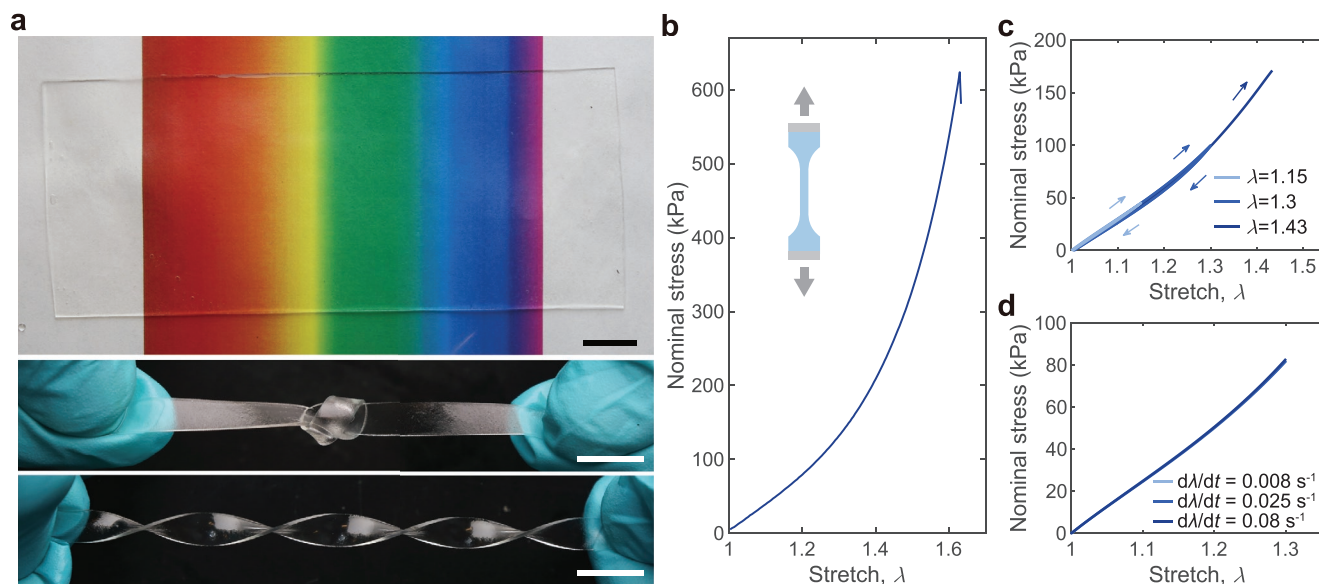 a
b
Nominal stress (kPa)
600
500
400
300
200
100
0
1
1.2
1.4
1.6
Stretch, λ
c
Nominal stress (kPa)
200
150
100
50
0
λ=1.15
λ=1.3
λ=1.43
1
1.1
1.2
1.3
1.4
1.5
Stretch, λ
d
Nominal stress (kPa)
100
80
60
40
20
0
dλ/dt = 0.008 s⁻¹
dλ/dt = 0.025 s⁻¹
dλ/dt = 0.08 s⁻¹
1
1.1
1.2
1.3
Stretch, λ